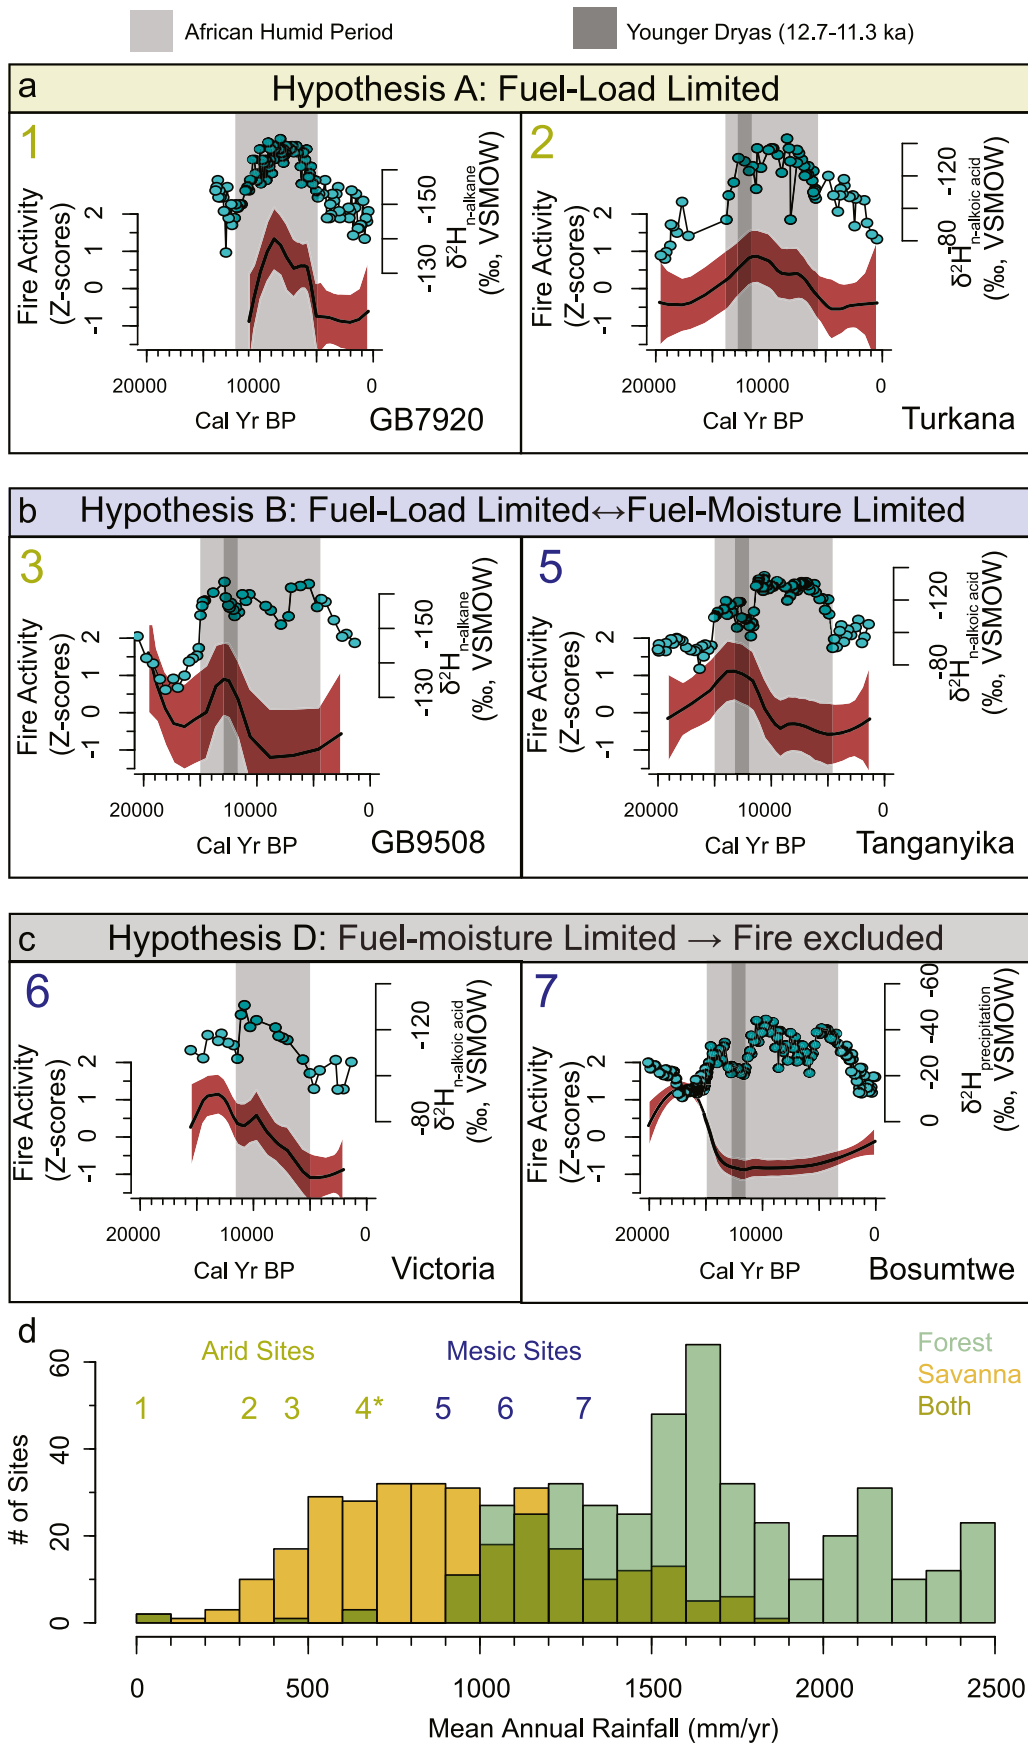 African Humid Period
Younger Dryas (12.7-11.3 ka)
a
Hypothesis A: Fuel-Load Limited
1
Fire Activity
(Z-scores)
2
1
0
-1
-150
-130
δ²H n-alkane
(‰, VSMOW)
20000
10000
0
Cal Yr BP
GB7920
2
Fire Activity
(Z-scores)
2
1
0
-1
-120
-80
δ²H n-alkoic acid
(‰, VSMOW)
20000
10000
0
Cal Yr BP
Turkana
b
Hypothesis B: Fuel-Load Limited↔Fuel-Moisture Limited
3
Fire Activity
(Z-scores)
2
1
0
-1
-150
-130
δ²H n-alkane
(‰, VSMOW)
20000
10000
0
Cal Yr BP
GB9508
5
Fire Activity
(Z-scores)
2
1
0
-1
-120
-80
δ²H n-alkoic acid
(‰, VSMOW)
20000
10000
0
Cal Yr BP
Tanganyika
c
Hypothesis D: Fuel-moisture Limited → Fire excluded
6
Fire Activity
(Z-scores)
2
1
0
-1
-120
-80
δ²H n-alkoic acid
(‰, VSMOW)
20000
10000
0
Cal Yr BP
Victoria
7
Fire Activity
(Z-scores)
2
1
0
-1
-60
-40
-20
0
δ²H precipitation
(‰, VSMOW)
20000
10000
0
Cal Yr BP
Bosumtwe
d
Arid Sites
Mesic Sites
Forest
Savanna
Both
1 2 3 4* 5 6 7
# of Sites
60
40
20
0
0 500 1000 1500 2000 2500
Mean Annual Rainfall (mm/yr)